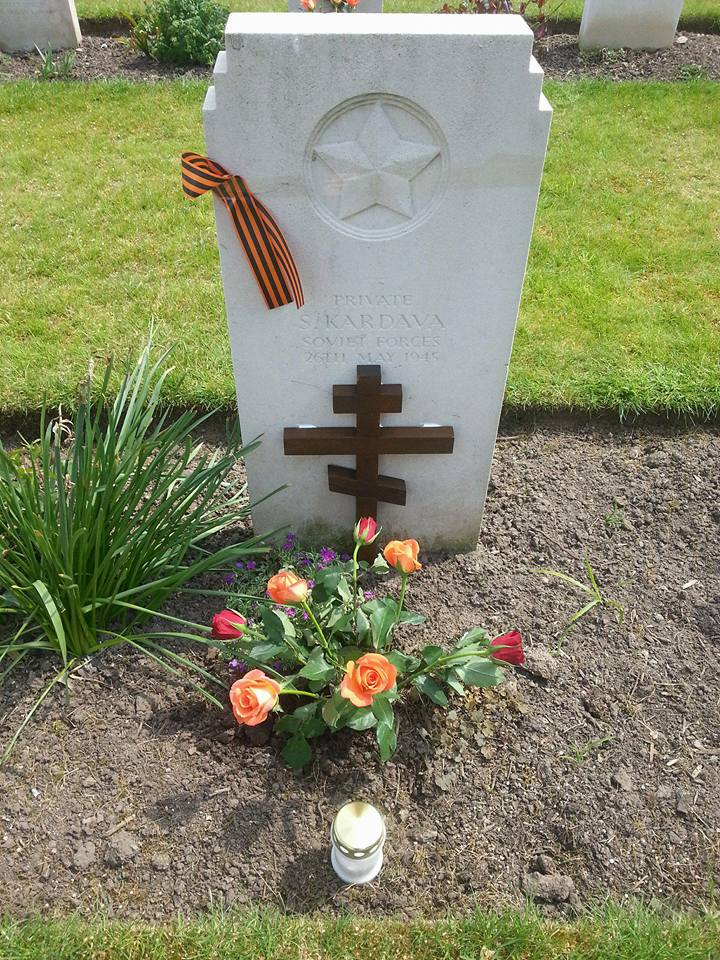 PRIVATE
S. KARDAVA
SOVIET FORCES
26TH MAY 1945